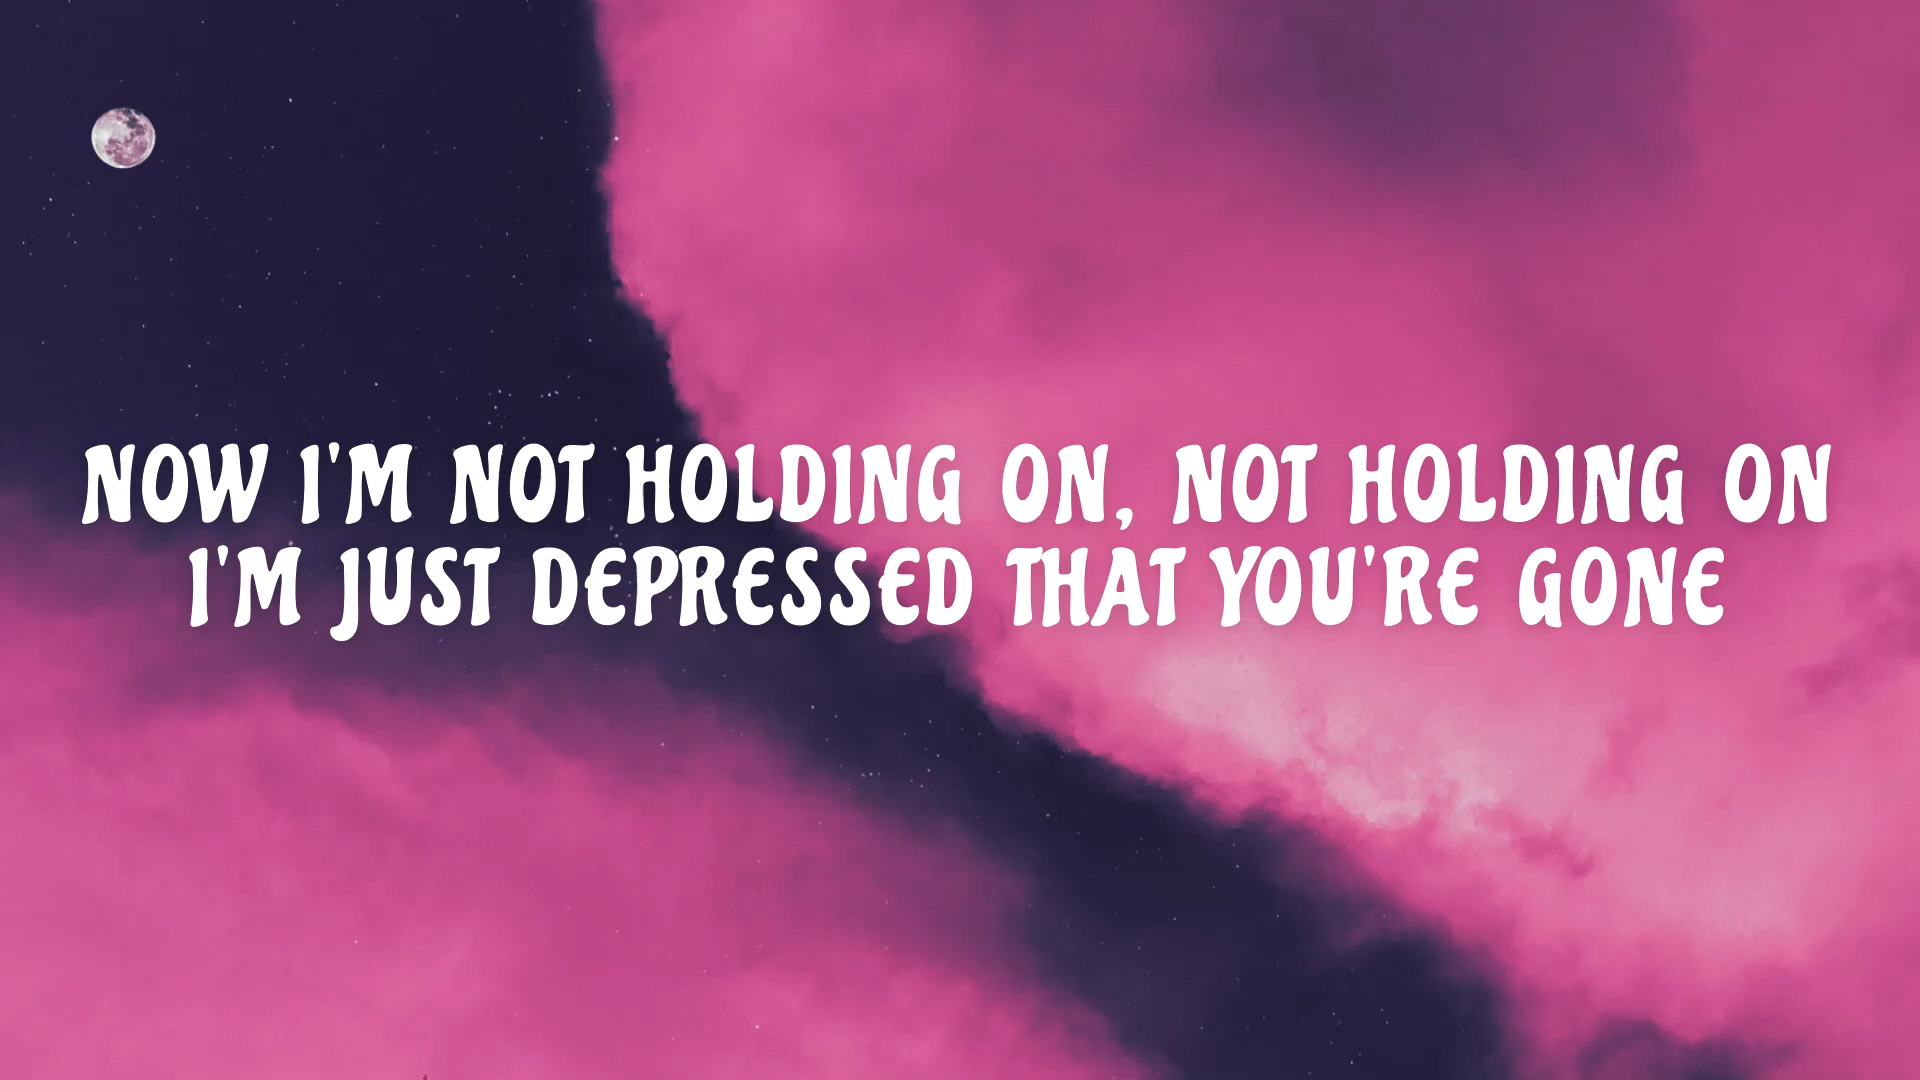 NOW I'M NOT HOLDING ON, NOT HOLDING ON
I'M JUST DEPRESSED THAT YOU'RE GONE